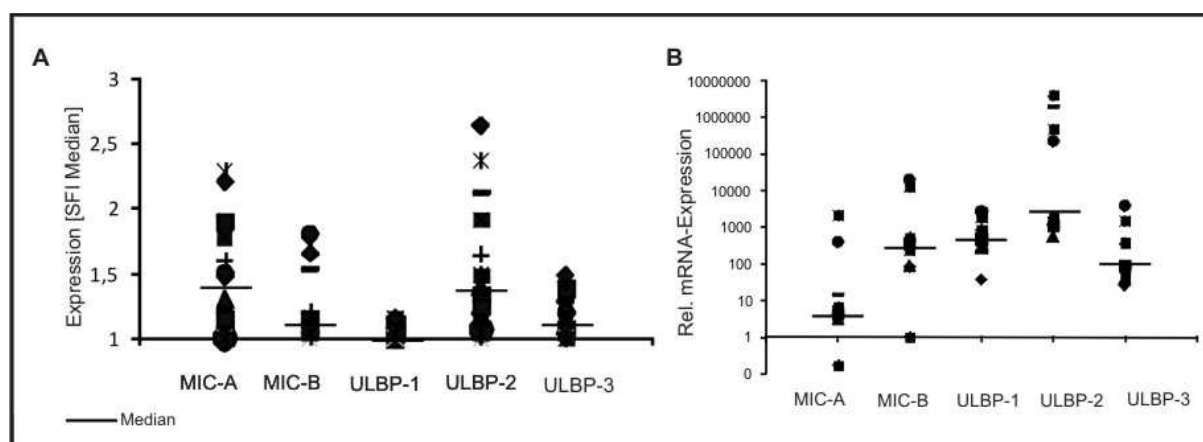 A
Expression [SFI Median]
3
2,5
2
1,5
1
MIC-A MIC-B ULBP-1 ULBP-2 ULBP-3
Median
B
Rel. mRNA-Expression
10000000
1000000
100000
10000
1000
100
10
1
0
MIC-A MIC-B ULBP-1 ULBP-2 ULBP-3